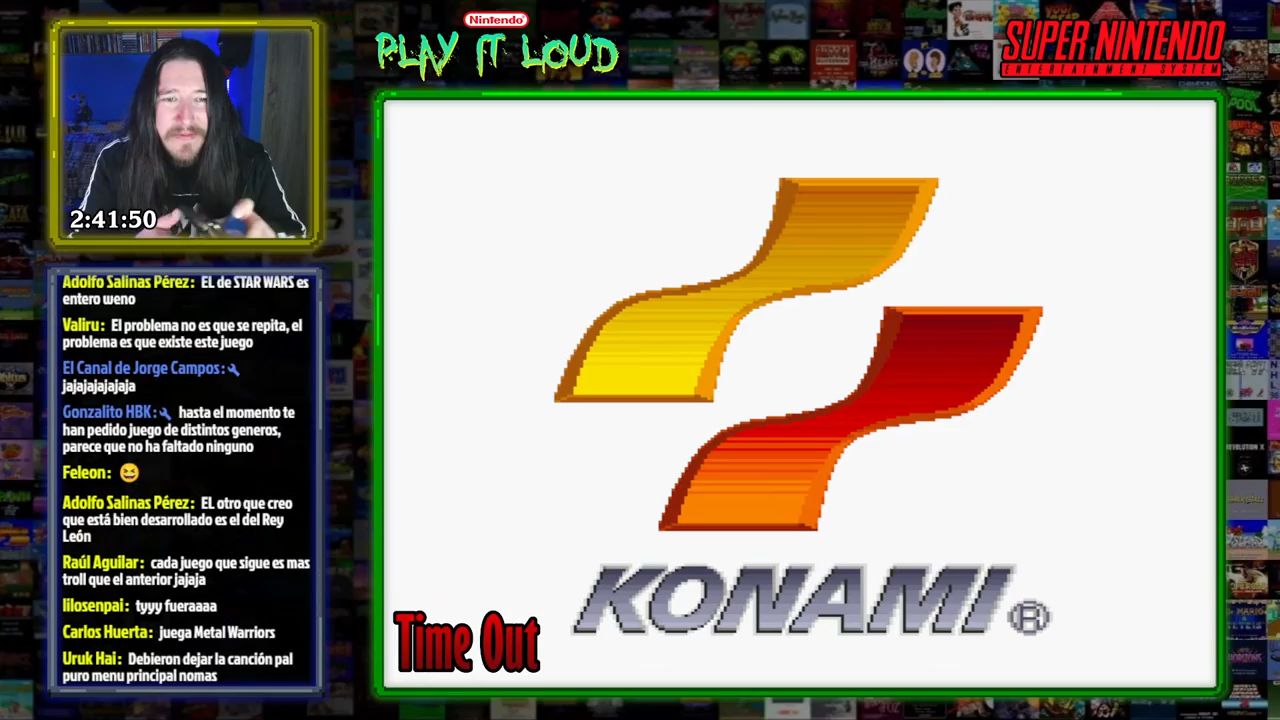 Nintendo
PLAY IT LOUD
SUPER NINTENDO
ENTERTAINMENT SYSTEM
2:41:50
Adolfo Salinas Pérez: EL de STAR WARS es
entero weno
Valiru: El problema no es que se repita, el
problema es que existe este juego
El Canal de Jorge Campos:
jajajajajaja
Gonzalito HBK: hasta el momento te
han pedido juego de distintos generos,
parece que no ha faltado ninguno
Feleon: 😆
Adolfo Salinas Pérez: EL otro que creo
que está bien desarrollado es el del Rey
León
Raúl Aguilar: cada juego que sigue es mas
troll que el anterior jajaja
lilosenpai: tyyy fueraaaa
Carlos Huerta: juega Metal Warriors
Uruk Hai: Debieron dejar la canción pal
puro menu principal nomas
KONAMI ®
Time Out